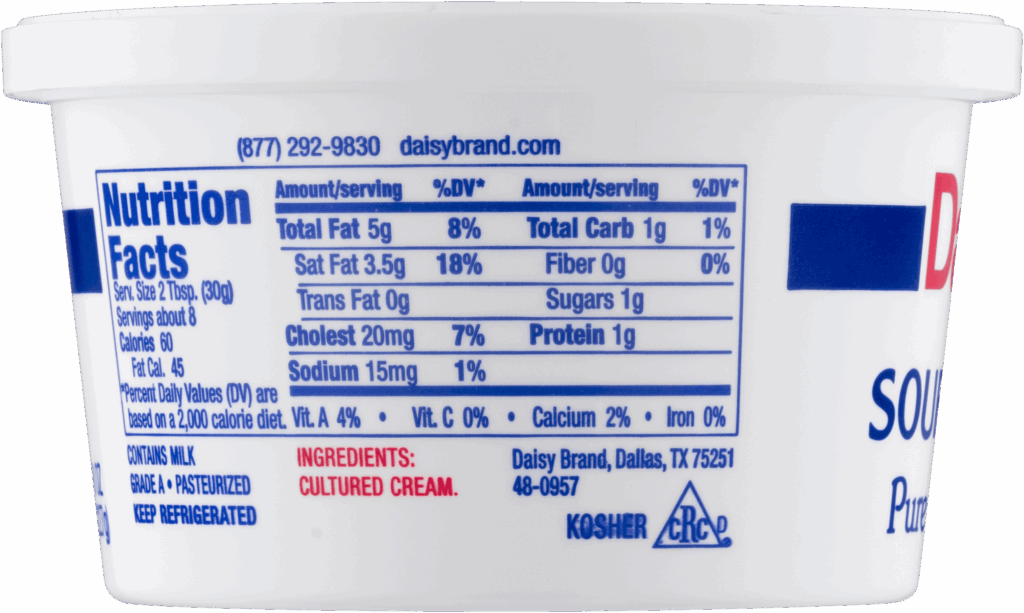 (877) 292-9830 daisybrand.com
Nutrition
Facts
Serv. Size 2 Tbsp. (30g)
Servings about 8
Calories 60
Fat Cal. 45
*Percent Daily Values (DV) are
based on a 2,000 calorie diet.
Amount/serving %DV* Amount/serving %DV*
Total Fat 5g 8% Total Carb 1g 1%
Sat Fat 3.5g 18% Fiber 0g 0%
Trans Fat 0g Sugars 1g
Cholest 20mg 7% Protein 1g
Sodium 15mg 1%
Vit. A 4% • Vit. C 0% • Calcium 2% • Iron 0%
CONTAINS MILK
GRADE A • PASTEURIZED
KEEP REFRIGERATED
INGREDIENTS:
CULTURED CREAM.
Daisy Brand, Dallas, TX 75251
48-0957
KOSHER CRC D
SOU
Pure